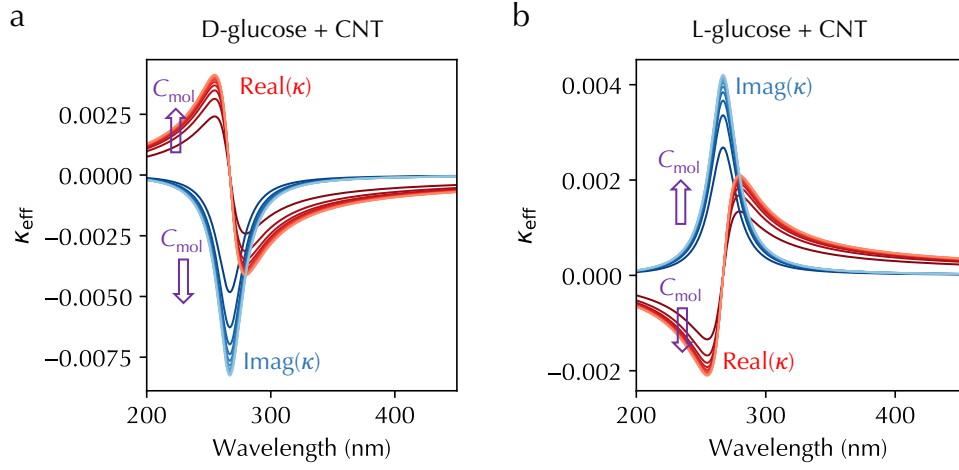 a
D-glucose + CNT
0.0025
0.0000
−0.0025
−0.0050
−0.0075
κeff
Cmol
Real(κ)
Cmol
Imag(κ)
200
300
400
Wavelength (nm)
b
L-glucose + CNT
0.004
0.002
0.000
−0.002
κeff
Imag(κ)
Cmol
Cmol
Real(κ)
200
300
400
Wavelength (nm)